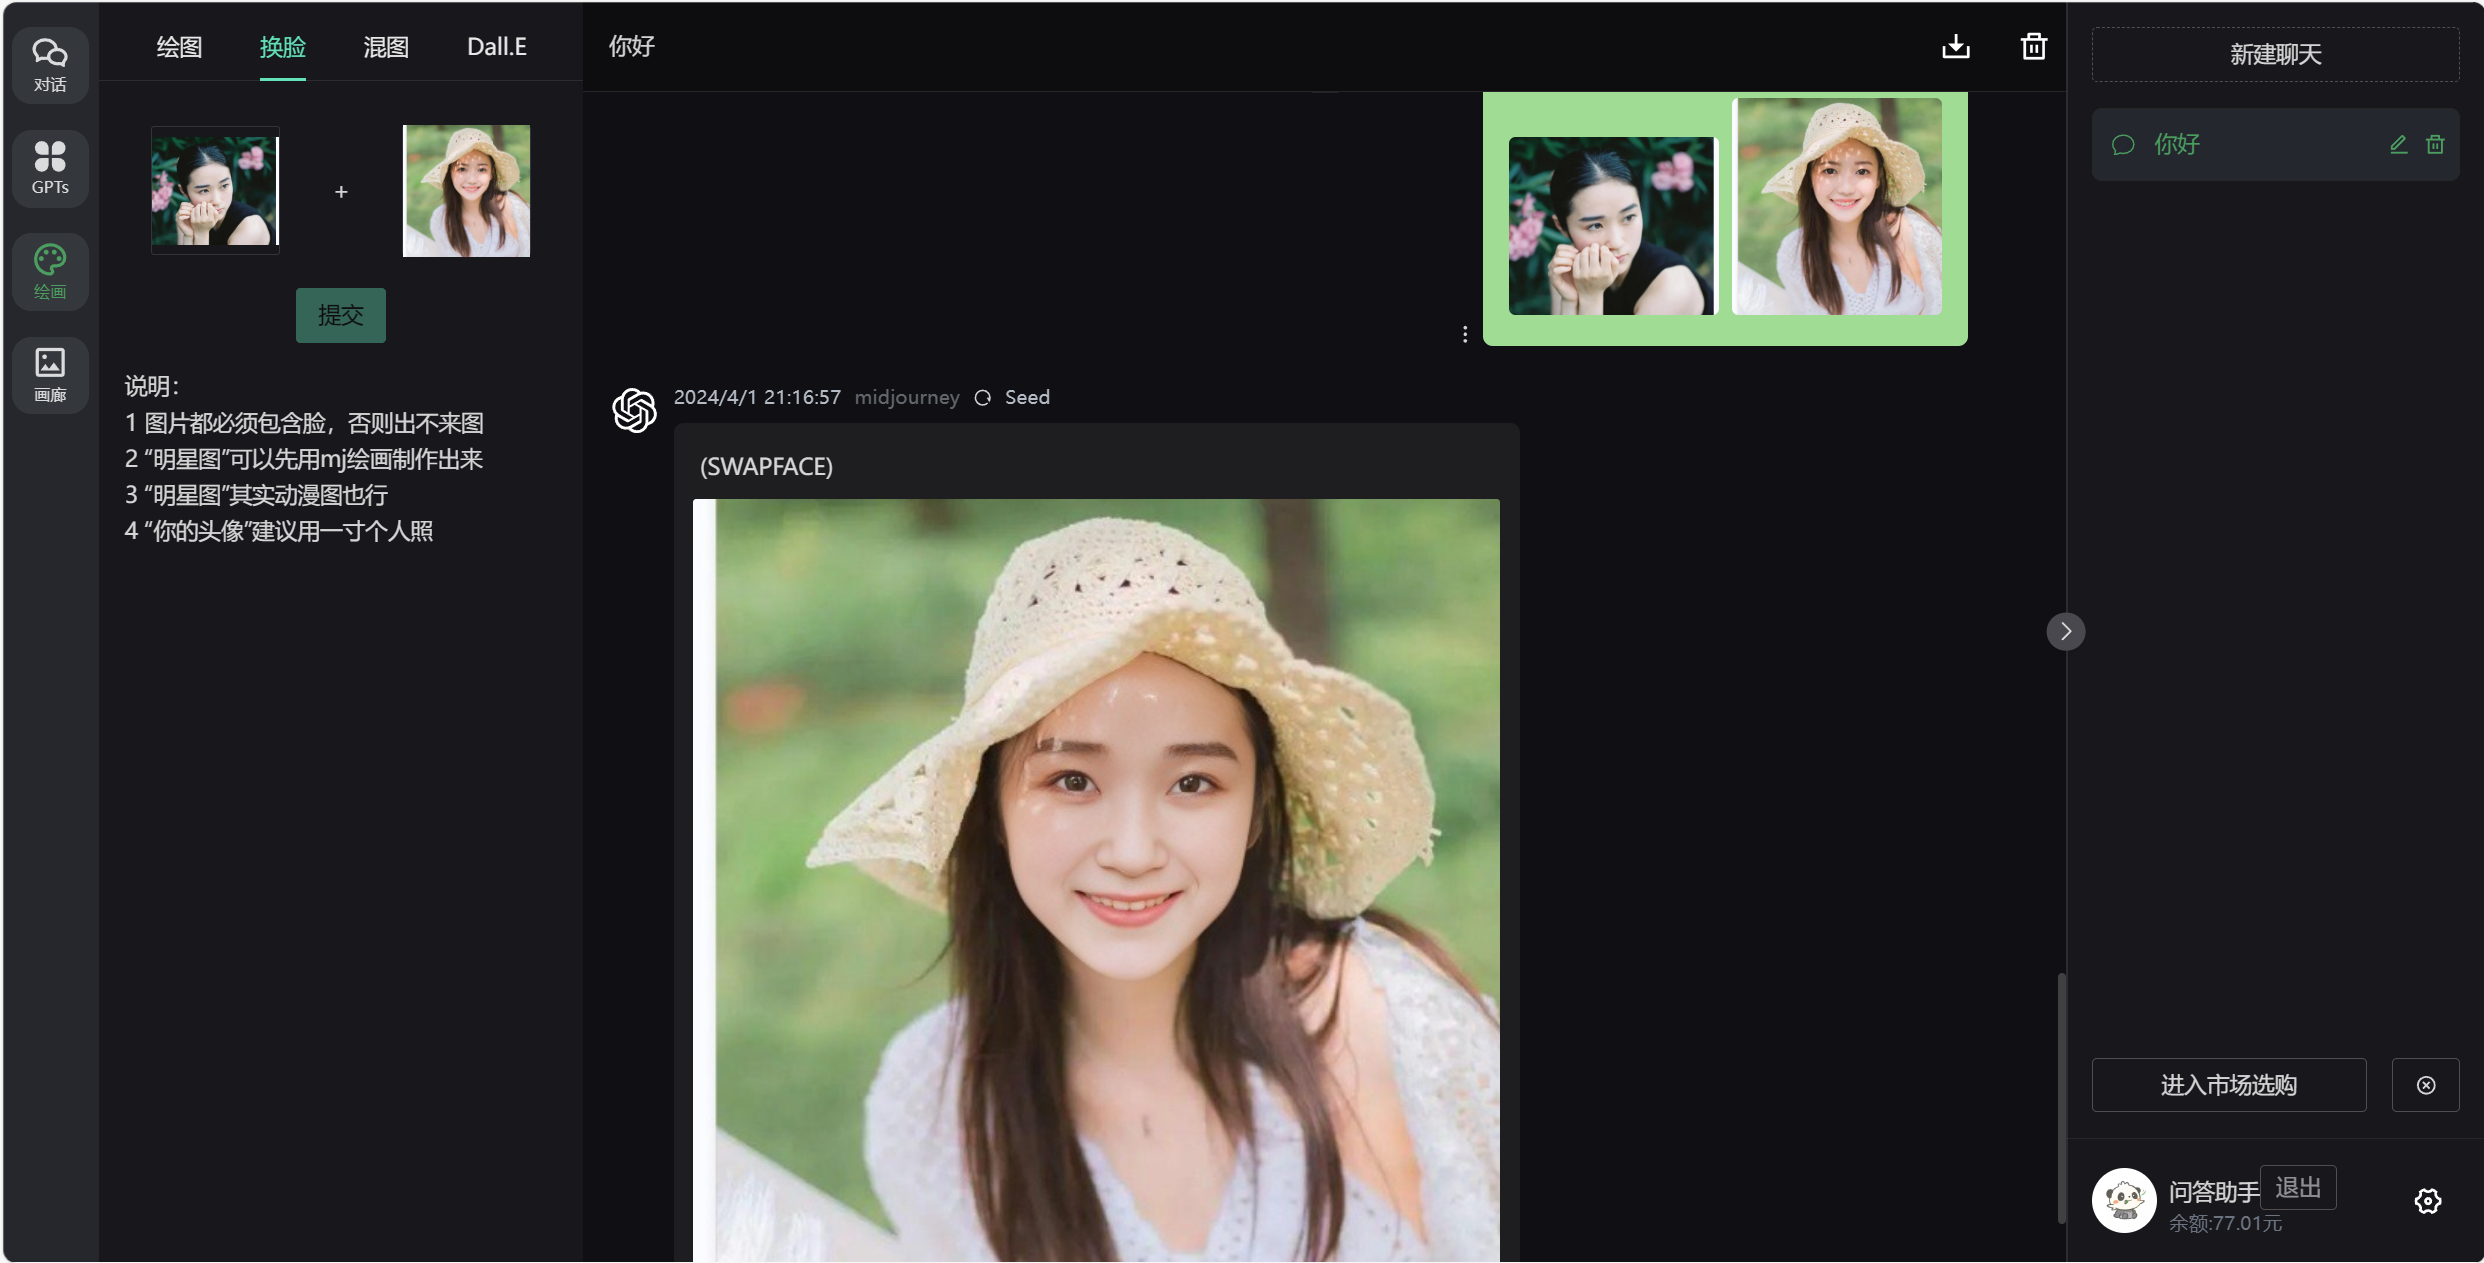 对话
GPTs
绘画
画廊
绘图 换脸 混图 Dall.E
+
提交
说明：
1 图片都必须包含脸，否则出不来图
2 “明星图”可以先用mj绘画制作出来
3 “明星图”其实动漫图也行
4 “你的头像”建议用一寸个人照
你好
2024/4/1 21:16:57 midjourney Seed
(SWAPFACE)
新建聊天
你好
进入市场选购
问答助手 退出
余额:77.01元